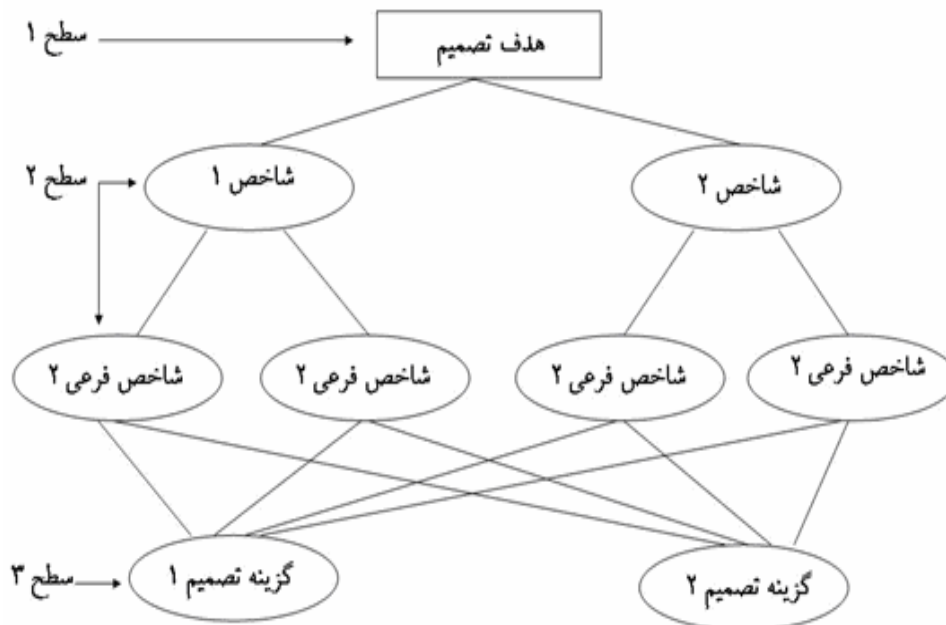 سطح ۱
هدف تصمیم
سطح ۲
شاخص ۱
شاخص ۲
شاخص فرعی ۲
شاخص فرعی ۲
شاخص فرعی ۲
شاخص فرعی ۲
سطح ۳
گزینه تصمیم ۱
گزینه تصمیم ۲